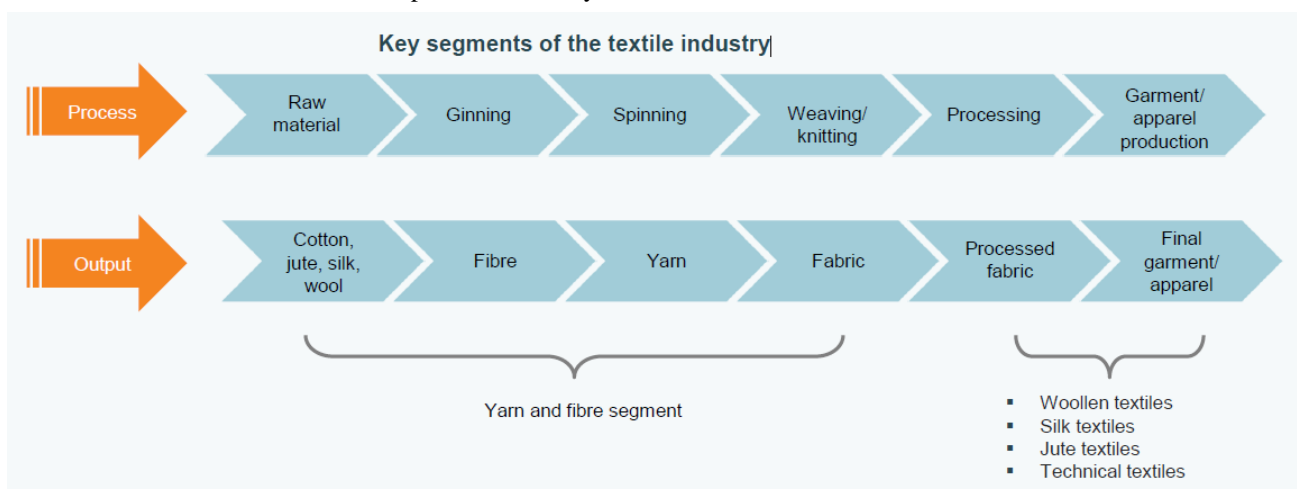 Key segments of the textile industry
Process
Raw
material
Ginning
Spinning
Weaving/
knitting
Processing
Garment/
apparel
production
Output
Cotton,
jute, silk,
wool
Fibre
Yarn
Fabric
Processed
fabric
Final
garment/
apparel
Yarn and fibre segment
▪ Woollen textiles
▪ Silk textiles
▪ Jute textiles
▪ Technical textiles